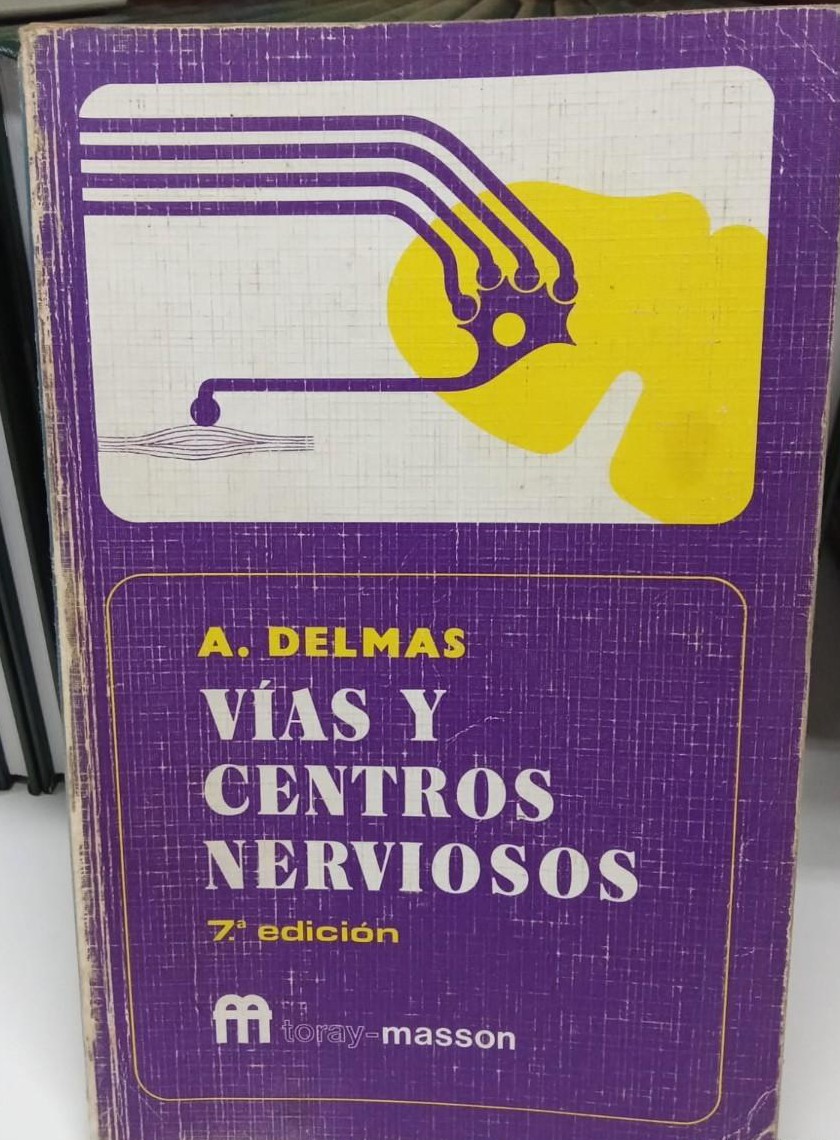 A. DELMAS
VÍAS Y
CENTROS
NERVIOSOS
7.ª edición
toray-masson